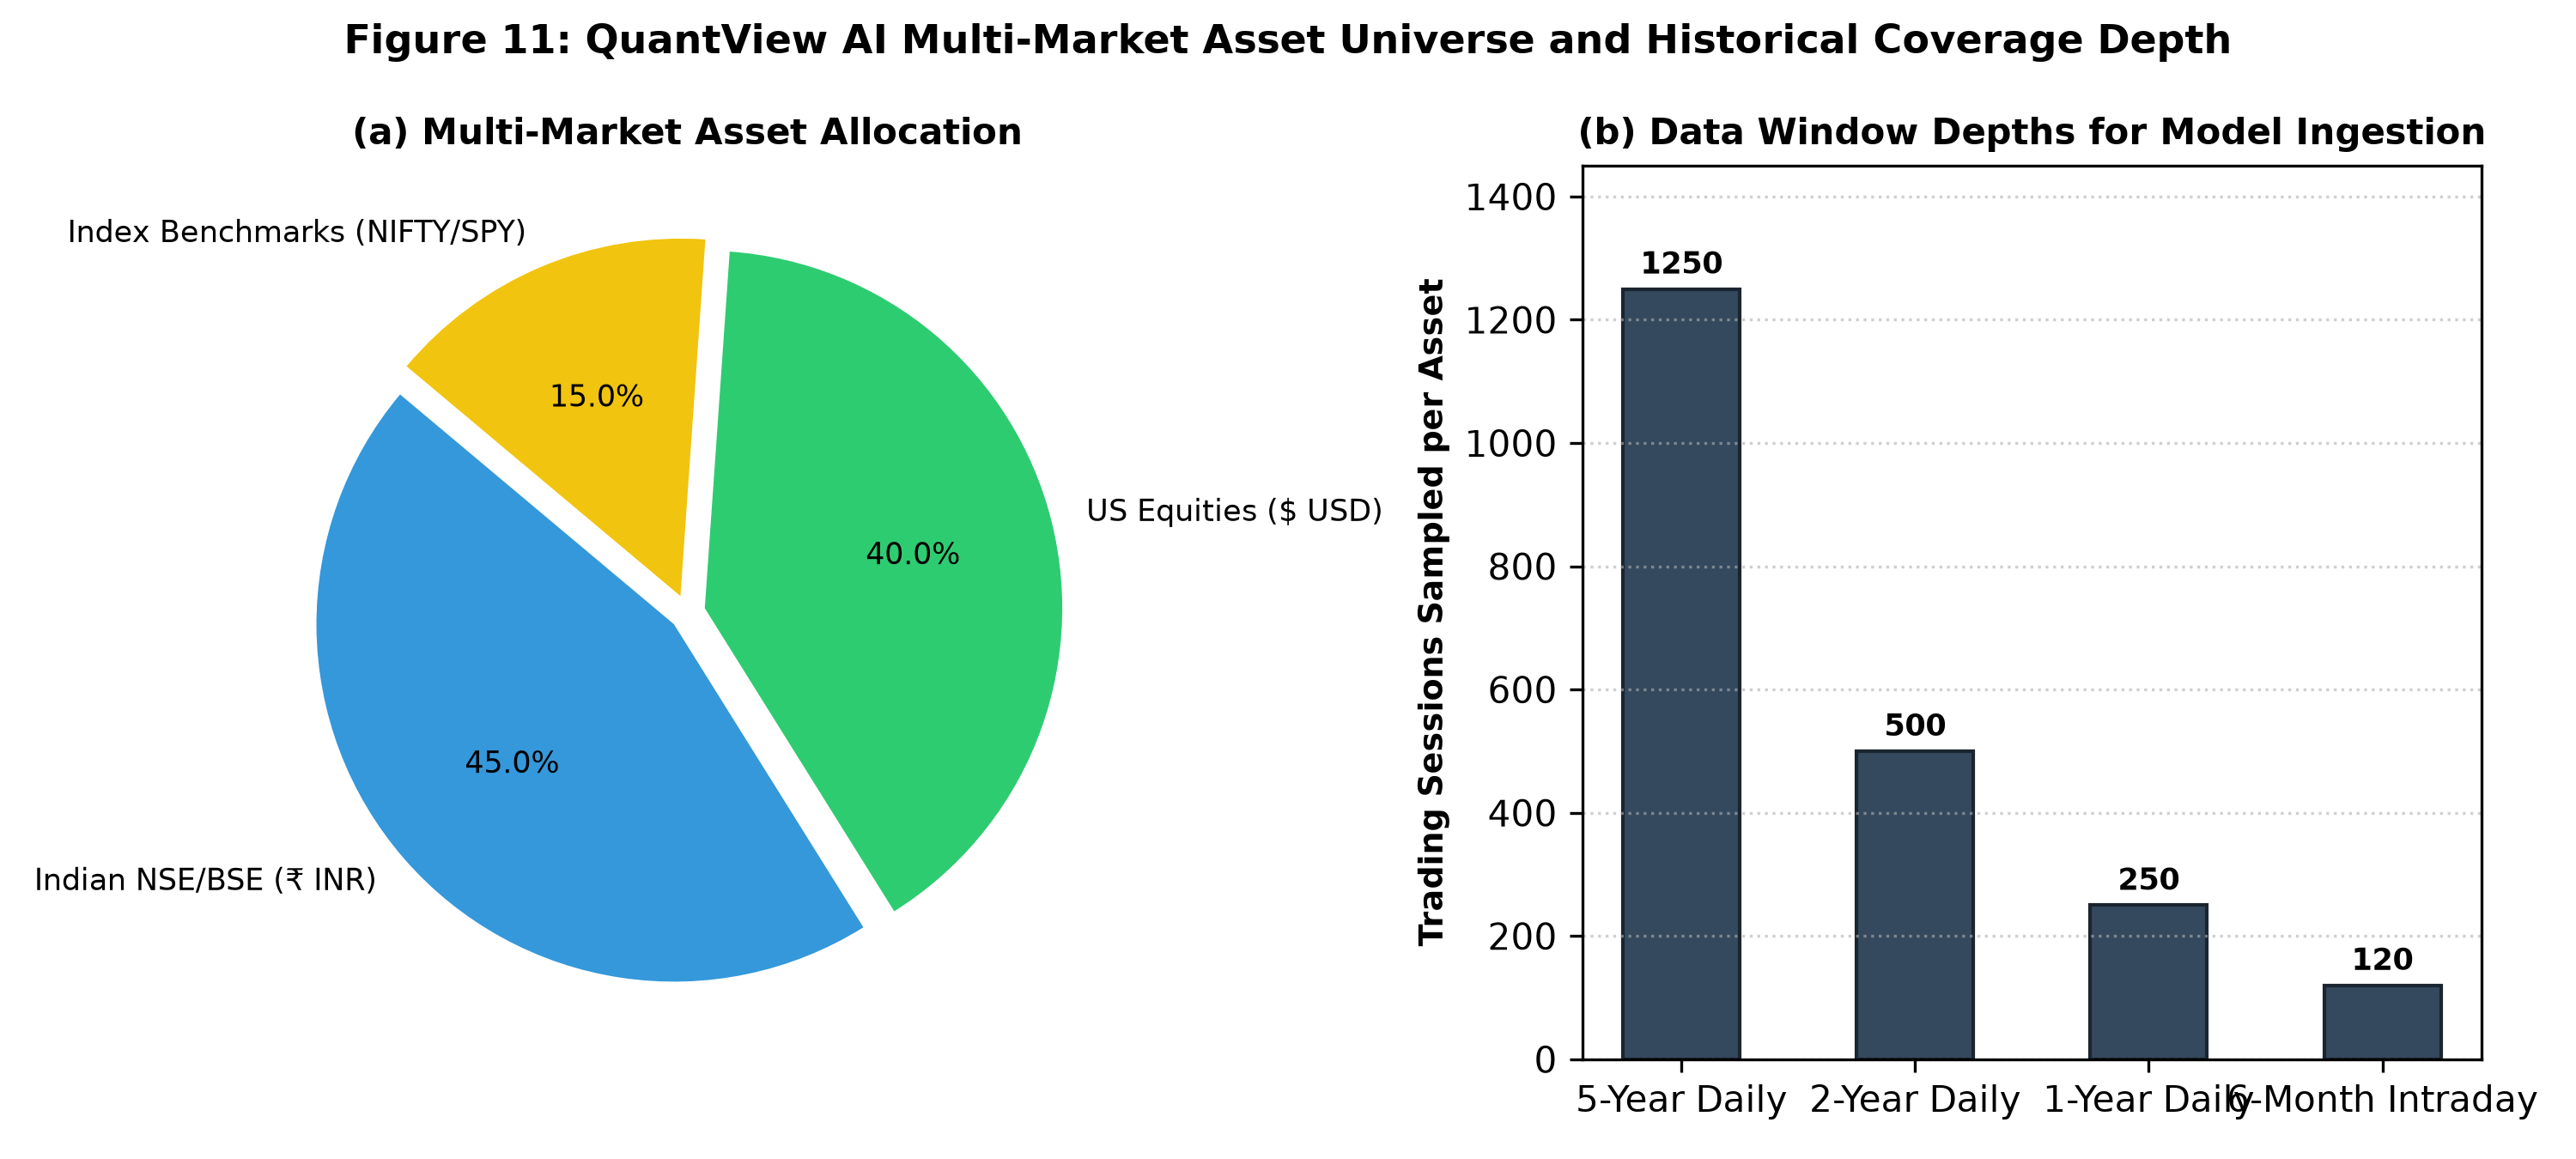 Figure 11: QuantView AI Multi-Market Asset Universe and Historical Coverage Depth
(a) Multi-Market Asset Allocation
Index Benchmarks (NIFTY/SPY)
15.0%
US Equities ($ USD)
40.0%
45.0%
Indian NSE/BSE (₹ INR)
(b) Data Window Depths for Model Ingestion
Trading Sessions Sampled per Asset
1400
1200
1000
800
600
400
200
0
1250
500
250
120
5-Year Daily
2-Year Daily
1-Year Daily
6-Month Intraday